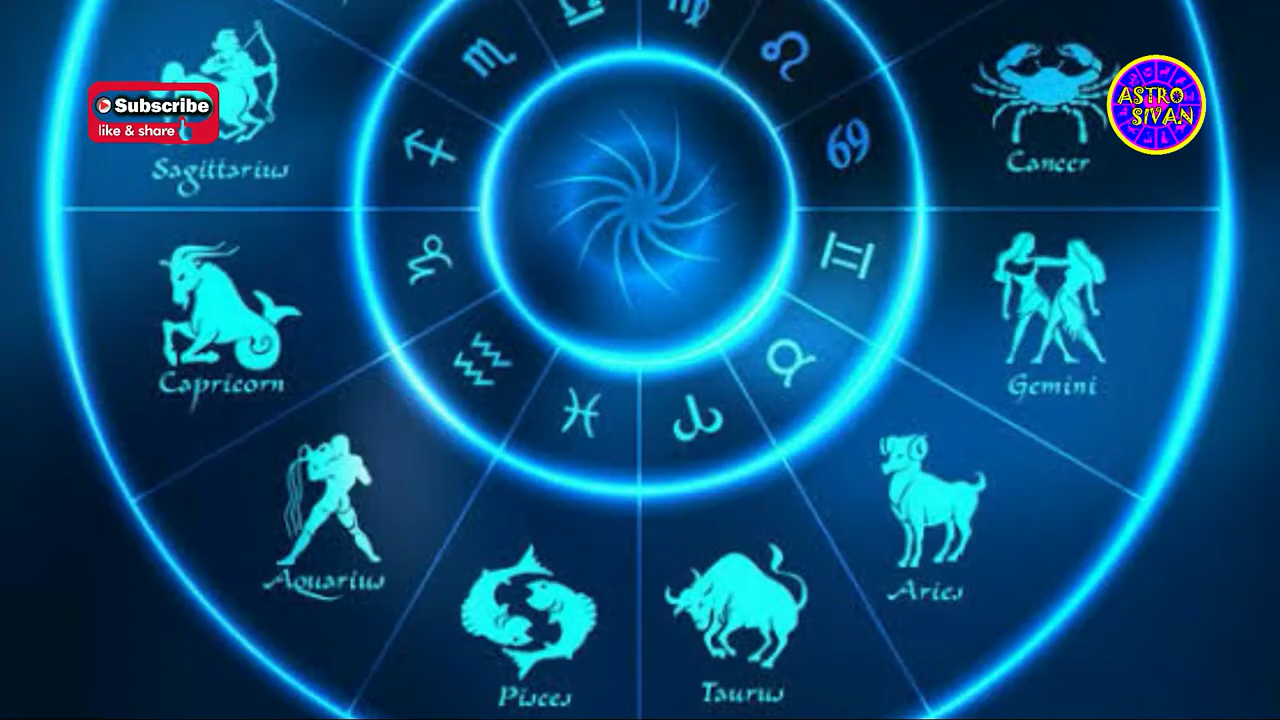 Subscribe
like & share
ASTRO
SIVAN
Sagittarius
Cancer
Capricorn
Gemini
Aquarius
Aries
Pisces
Taurus